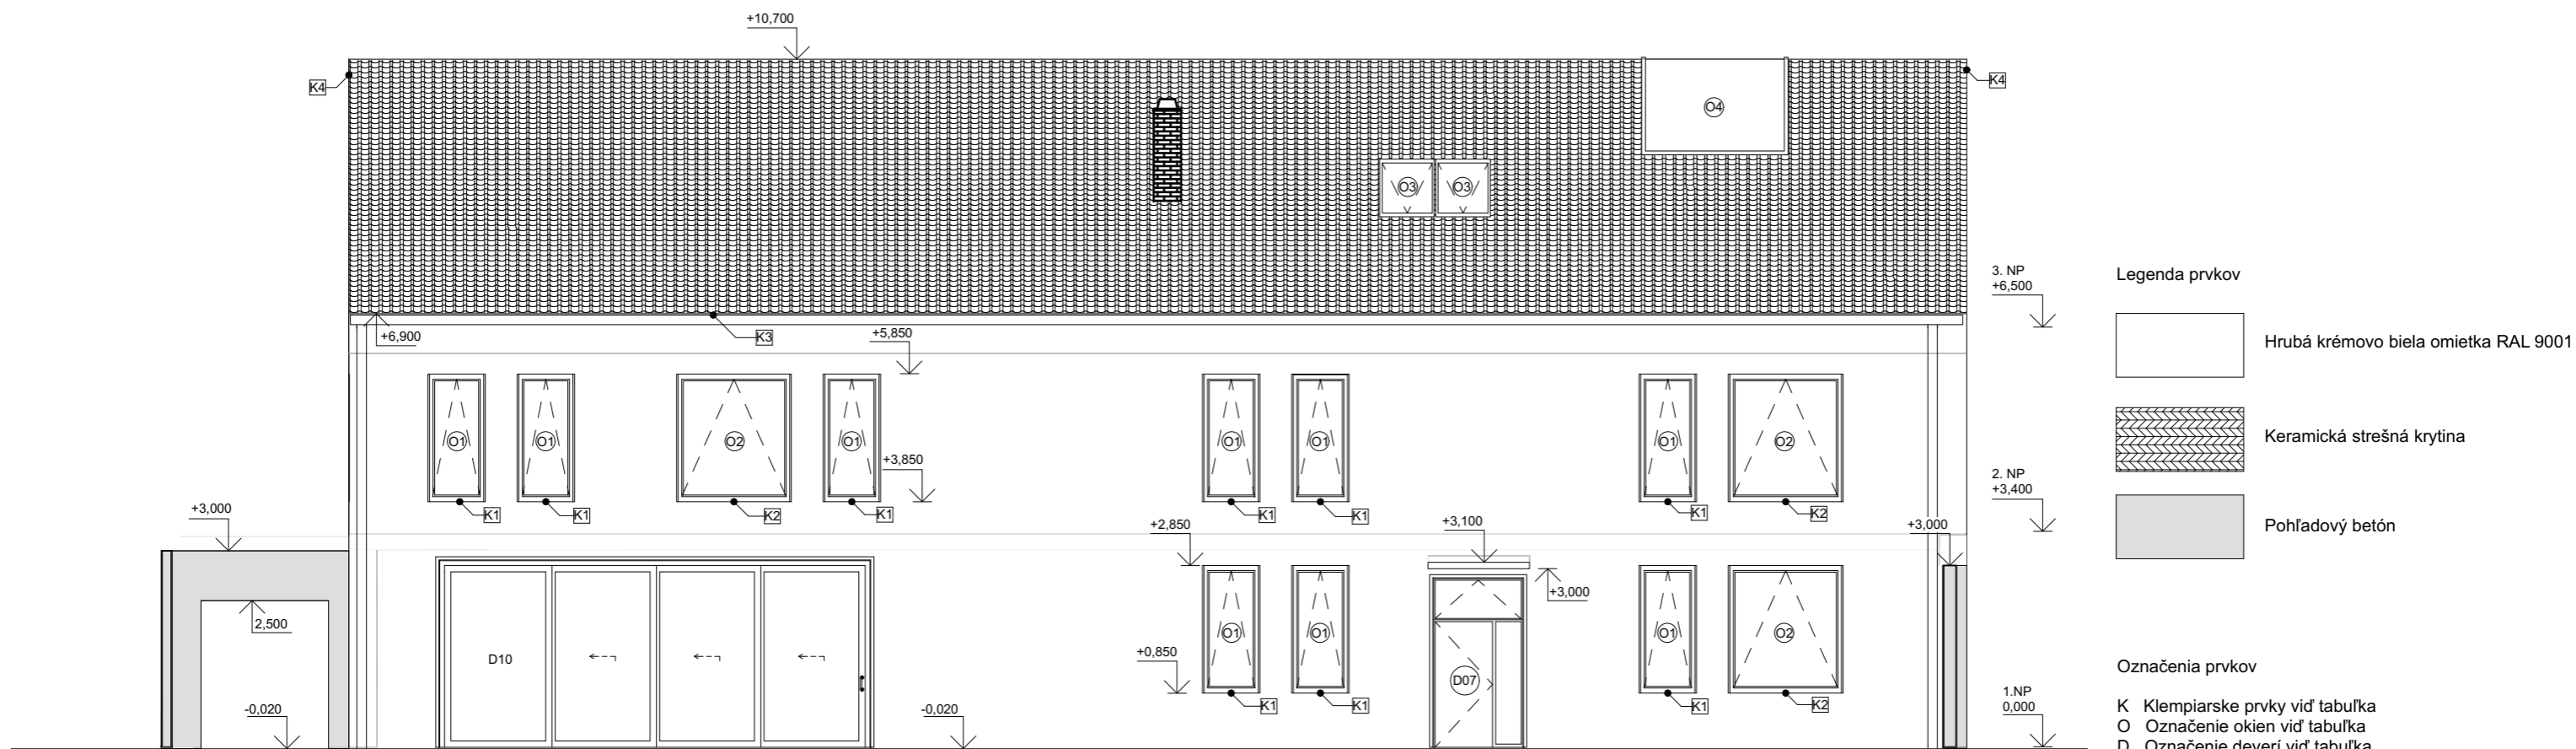 +10,700
K4
K4
O4
O3
O3
3. NP
+6,500
Legenda prvkov
+6,900
K3
+5,850
Hrubá krémovo biela omietka RAL 9001
O1
O1
O2
O1
O1
O1
O1
O2
Keramická strešná krytina
+3,850
2. NP
+3,400
K1
K1
K2
K1
K1
K1
K1
K2
+3,000
+2,850
+3,100
+3,000
Pohľadový betón
+3,000
2,500
O1
O1
O1
O2
D10
+0,850
D07
Označenia prvkov
K1
K1
K1
K2
-0,020
-0,020
1.NP
0,000
K Klempiarske prvky viď tabuľka
O Označenie okien viď tabuľka
D Označenie deverí viď tabuľka